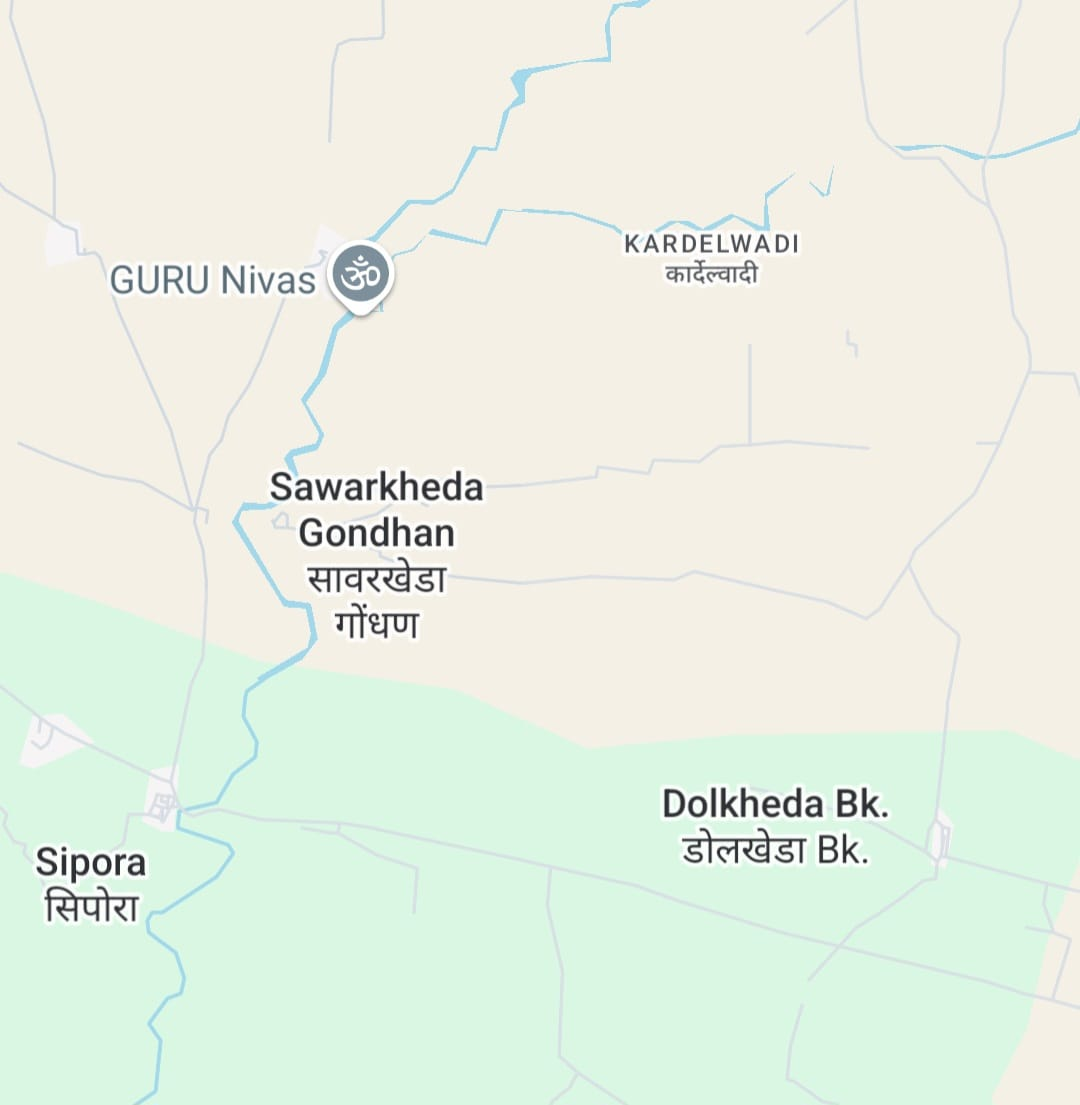 KARDELWADI
कार्देल्वादी
GURU Nivas
Sawarkheda
Gondhan
सावरखेडा
गोंधण
Dolkheda Bk.
डोलखेडा Bk.
Sipora
सिपोरा